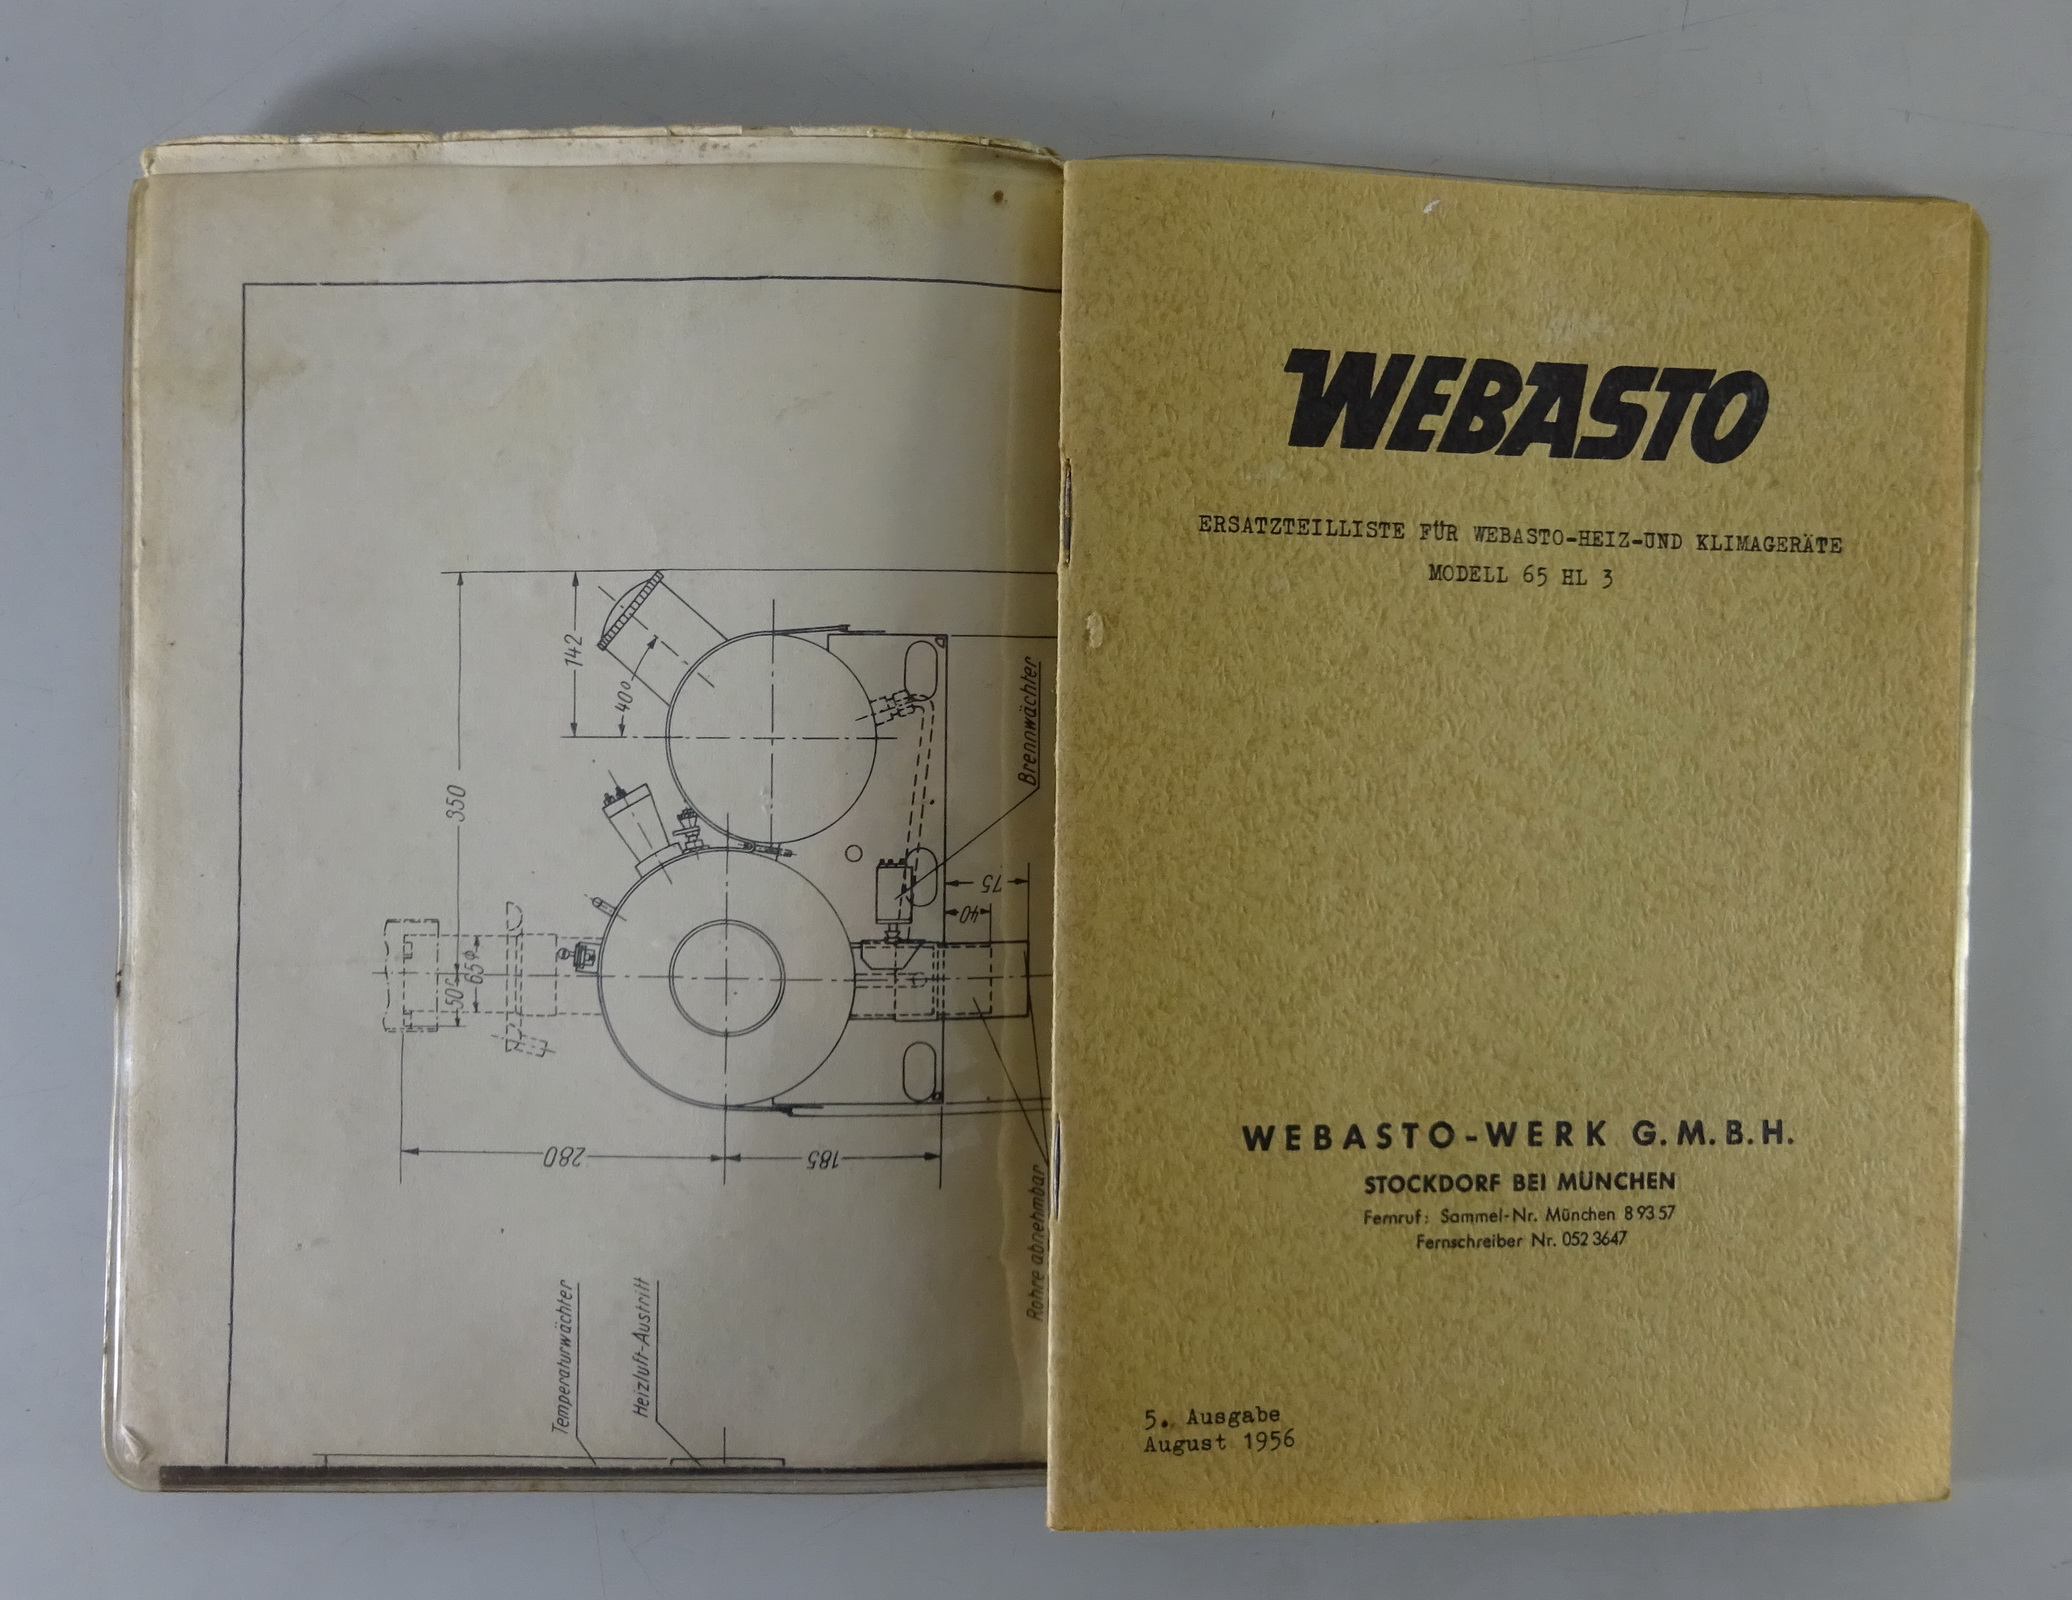 350
142
40°
Brennwächter
75
40
65⌀
50
280
185
Rohre abnehmbar
Temperaturwächter
Heizluft-Austritt
WEBASTO
ERSATZTEILLISTE FÜR WEBASTO-HEIZ-UND KLIMAGERÄTE
MODELL 65 HL 3
WEBASTO-WERK G.M.B.H.
STOCKDORF BEI MÜNCHEN
Fernruf: Sammel-Nr. München 8 93 57
Fernschreiber Nr. 052 3647
5. Ausgabe
August 1956